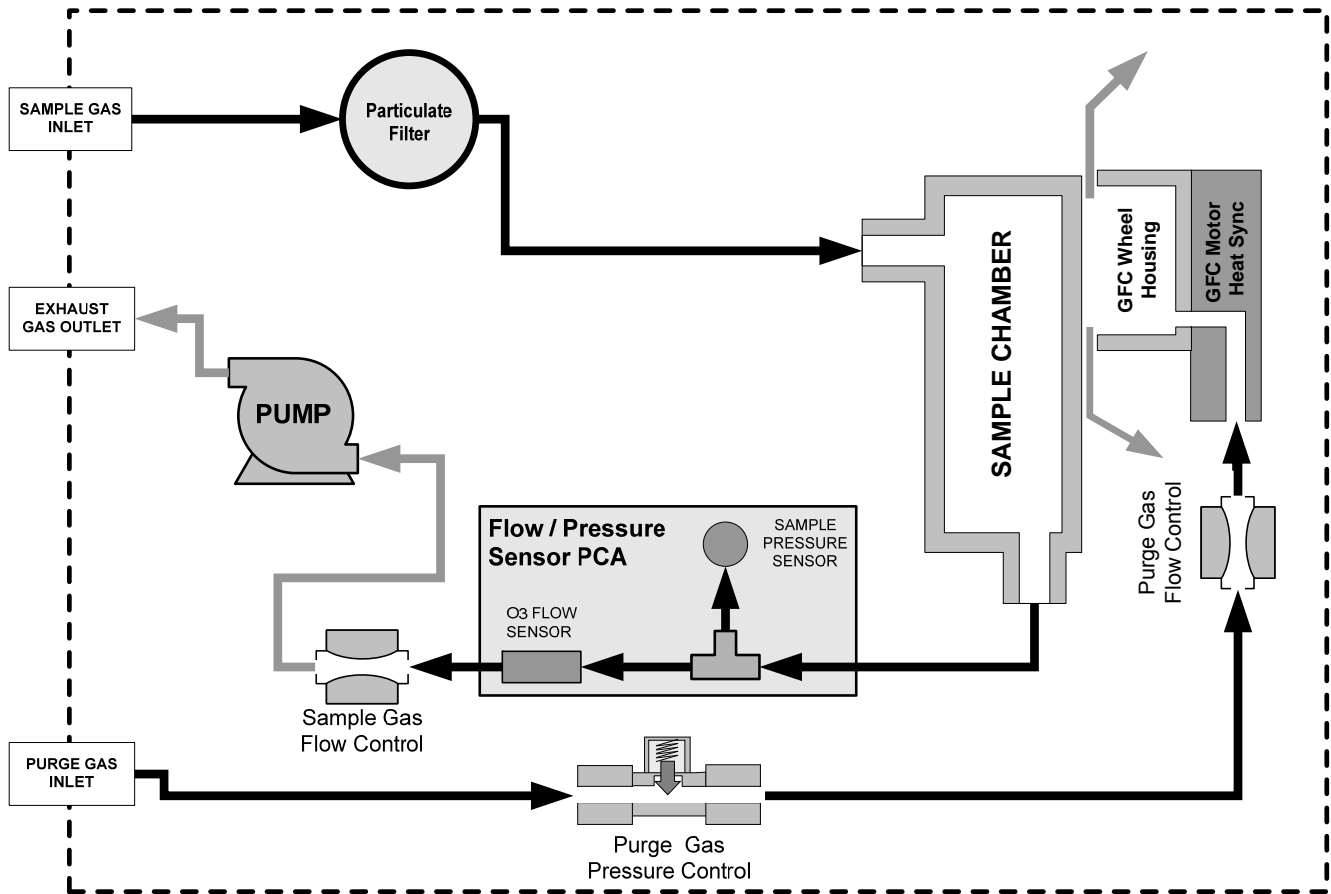 SAMPLE GAS
INLET
Particulate
Filter
EXHAUST
GAS OUTLET
PUMP
SAMPLE CHAMBER
GFC Wheel
Housing
GFC Motor
Heat Sync
Flow / Pressure
Sensor PCA
SAMPLE
PRESSURE
SENSOR
O3 FLOW
SENSOR
Purge Gas
Flow Control
Sample Gas
Flow Control
PURGE GAS
INLET
Purge Gas
Pressure Control